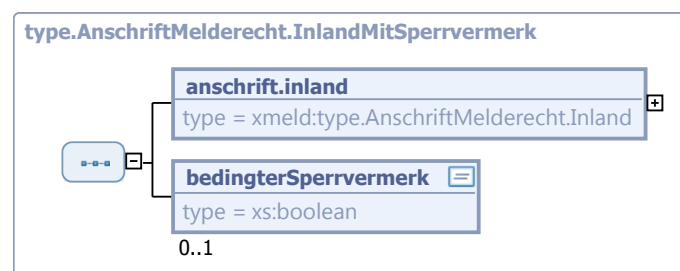 type.AnschriftMelderecht.InlandMitSperrvermerk
anschrift.inland
type = xmeld:type.AnschriftMelderecht.Inland
bedingterSperrvermerk
type = xs:boolean
0..1